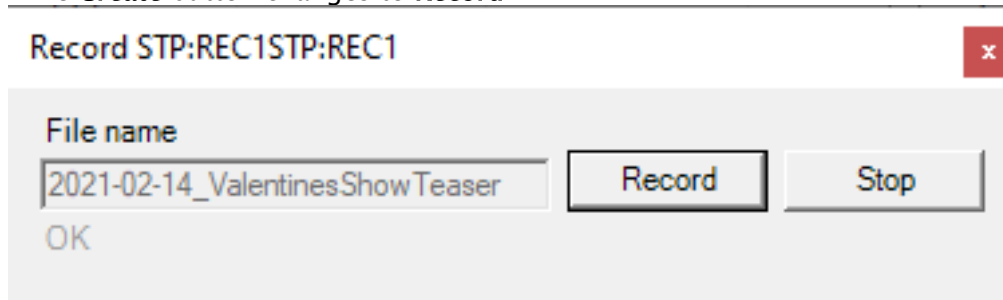 Record STP:REC1STP:REC1
x
File name
2021-02-14_ValentinesShowTeaser
Record
Stop
OK